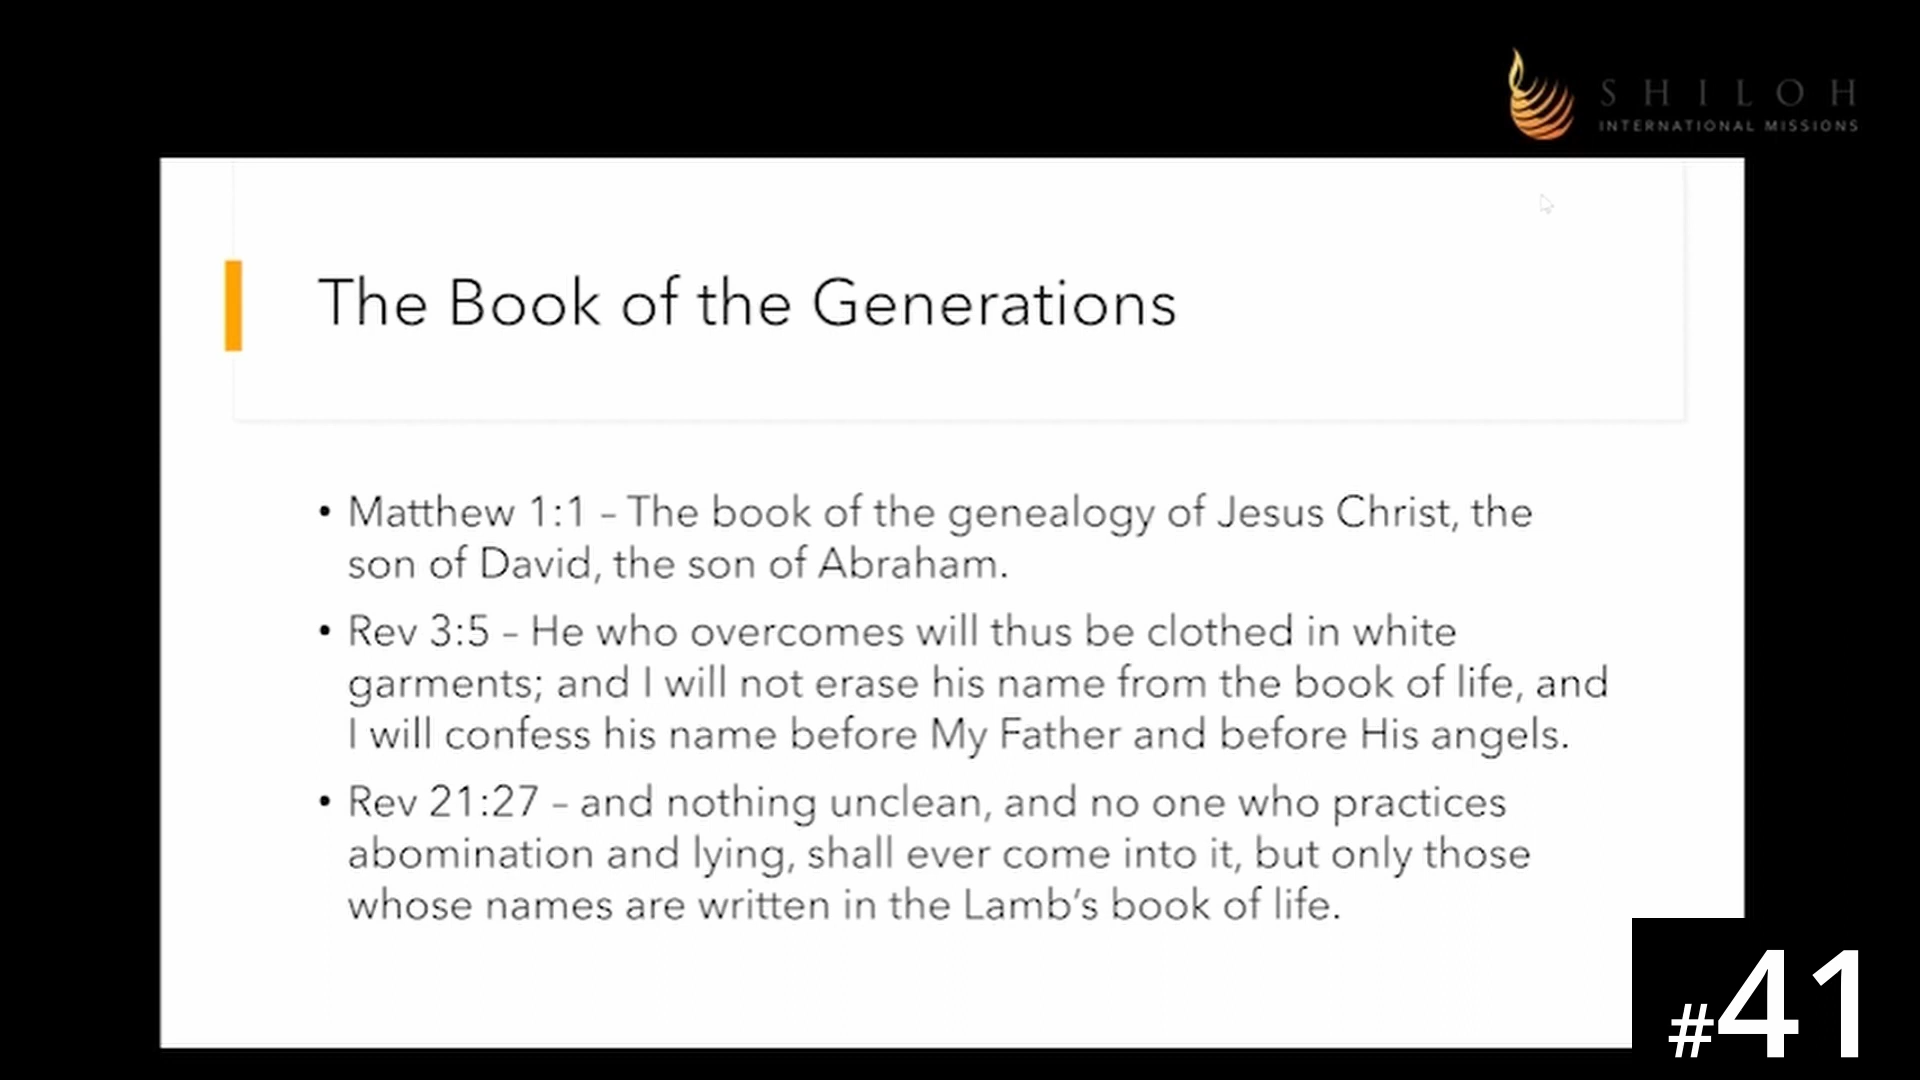 SHILOH
INTERNATIONAL MISSIONS
The Book of the Generations
• Matthew 1:1 – The book of the genealogy of Jesus Christ, the
son of David, the son of Abraham.
• Rev 3:5 – He who overcomes will thus be clothed in white
garments; and I will not erase his name from the book of life, and
I will confess his name before My Father and before His angels.
• Rev 21:27 – and nothing unclean, and no one who practices
abomination and lying, shall ever come into it, but only those
whose names are written in the Lamb’s book of life.
#41